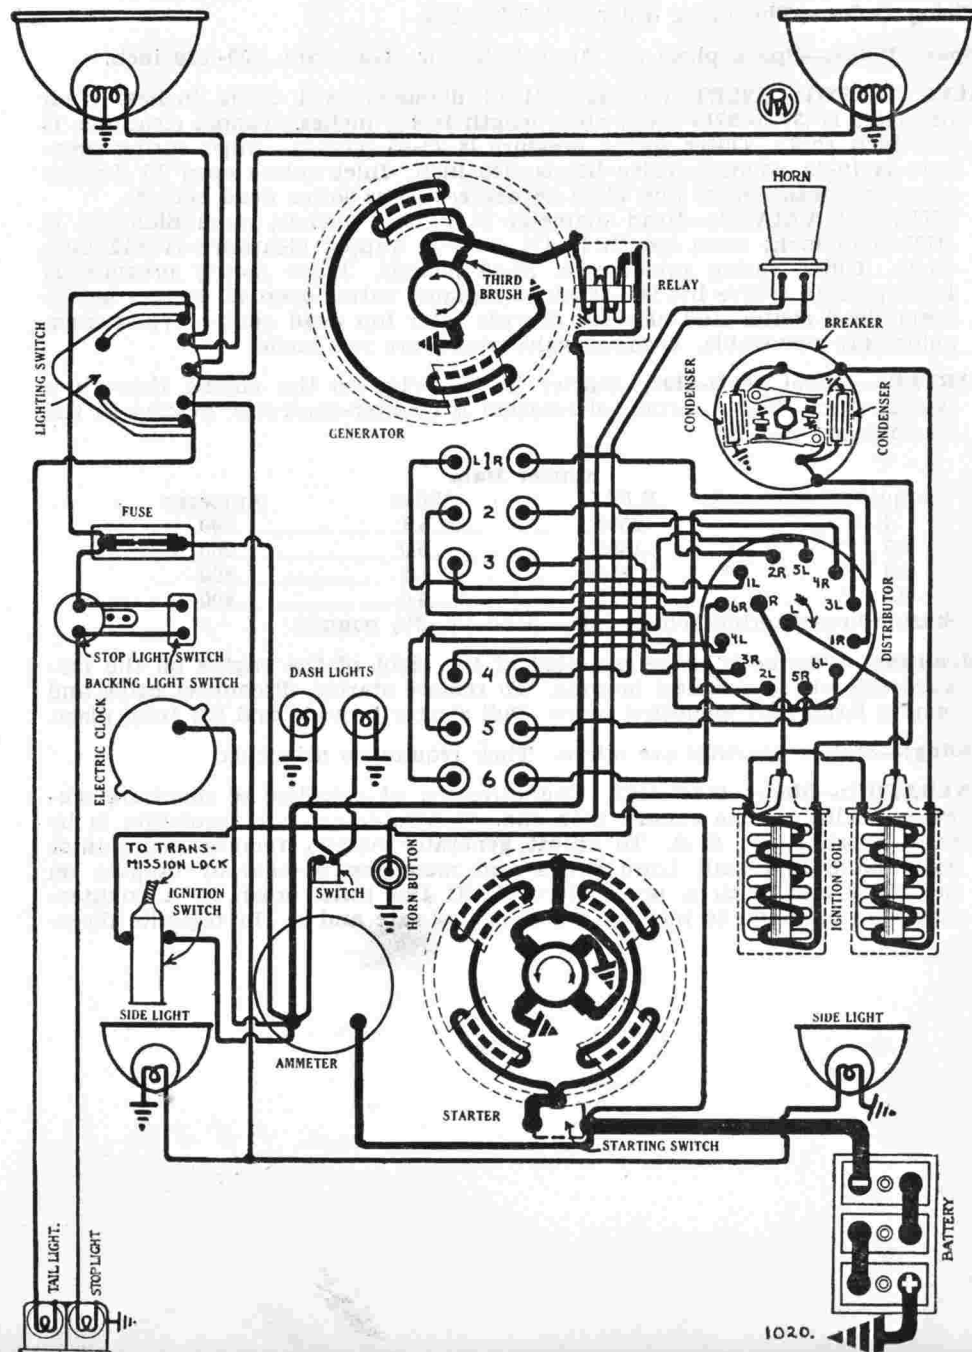 HORN
THIRD
BRUSH
RELAY
BREAKER
LIGHTING SWITCH
GENERATOR
CONDENSER
CONDENSER
L 1 R
FUSE
2
3
2R
5L
4R
1L
6R
R
L
3L
4L
1R
3R
2L
5R
6L
DISTRIBUTOR
STOP LIGHT SWITCH
BACKING LIGHT SWITCH
DASH LIGHTS
4
5
6
ELECTRIC CLOCK
TO TRANS-
MISSION LOCK
IGNITION
SWITCH
SWITCH
HORN BUTTON
IGNITION COIL
SIDE LIGHT
SIDE LIGHT
AMMETER
STARTER
STARTING SWITCH
TAIL LIGHT.
STOPLIGHT
BATTERY
1020.